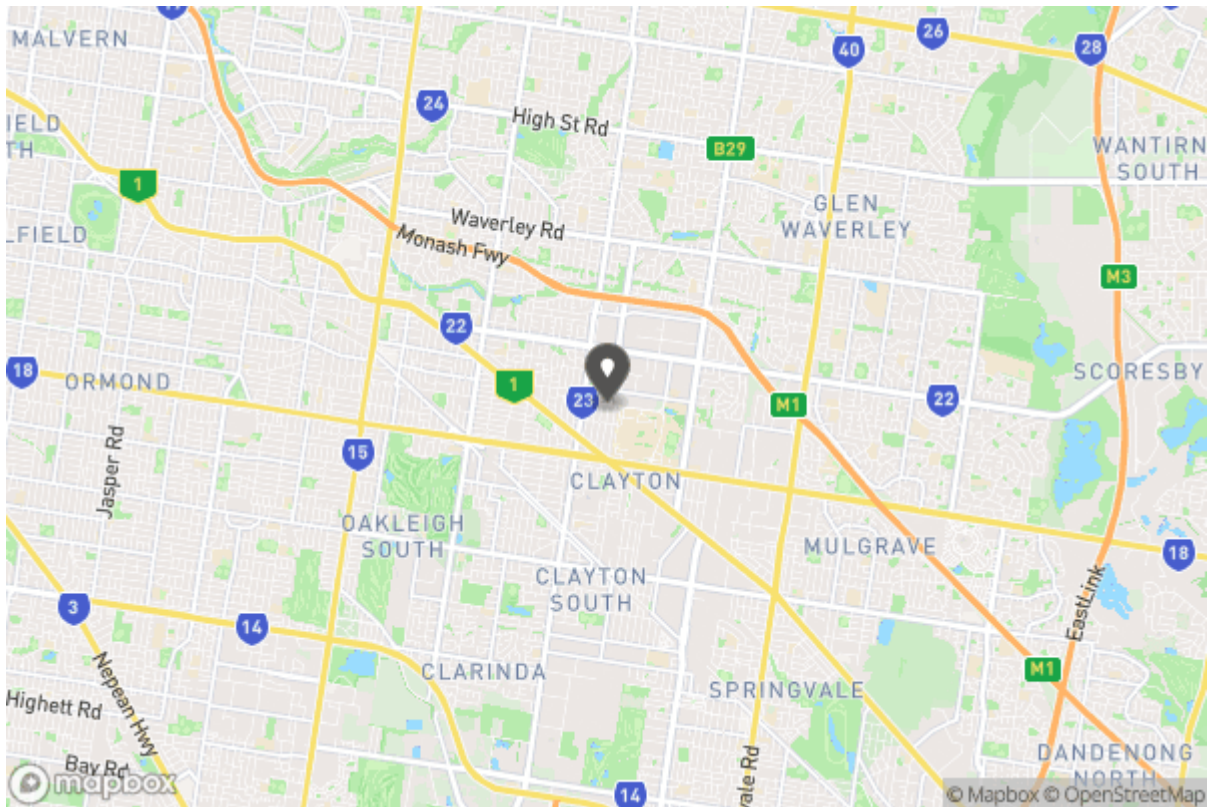 MALVERN
26
40
28
24
High St Rd
IELD
TH
B29
WANTIRN
SOUTH
1
GLEN
WAVERLEY
Waverley Rd
LFIELD
Monash Fwy
M3
22
18
ORMOND
1
23
SCORESBY
M1
22
15
Jasper Rd
CLAYTON
OAKLEIGH
SOUTH
MULGRAVE
18
CLAYTON
SOUTH
EastLink
3
14
CLARINDA
M1
Nepean Hwy
SPRINGVALE
Highett Rd
vale Rd
DANDENONG
NORTH
Bay Rd
mapbox
14
© Mapbox © OpenStreetMap